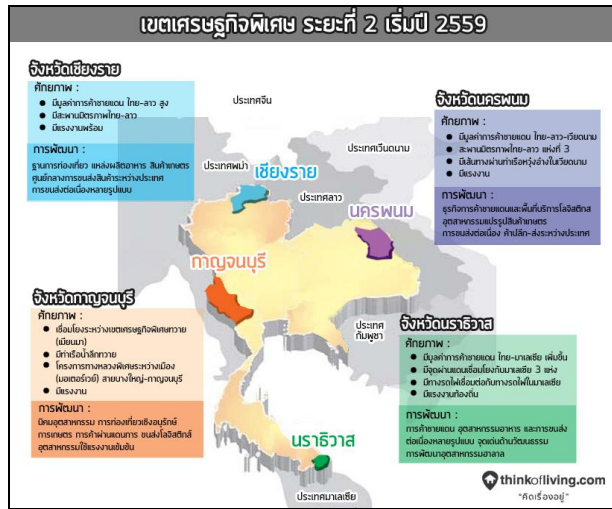 เขตเศรษฐกิจพิเศษ ระยะที่ 2 เริ่มปี 2559
จังหวัดเชียงราย
ศักยภาพ :
● มีมูลค่าการค้าชายแดน ไทย-ลาว สูง
● มีสะพานมิตรภาพไทย-ลาว
● มีแรงงานพร้อม
การพัฒนา :
ฐานการท่องเที่ยว แหล่งผลิตอาหาร สินค้าเกษตร
ศูนย์กลางการขนส่งสินค้าระหว่างประเทศ
การขนส่งต่อเนื่องหลายรูปแบบ
จังหวัดนครพนม
ศักยภาพ :
● มีมูลค่าการค้าชายแดน ไทย-ลาว-เวียดนาม
● สะพานมิตรภาพไทย-ลาว แห่งที่ 3
● มีเส้นทางผ่านท่าเรือหวุ่งอ๋างในเวียดนาม
● มีแรงงาน
การพัฒนา :
ธุรกิจการค้าชายแดนและพื้นที่บริการโลจิสติกส
อุตสาหกรรมแปรรูปสินค้าเกษตร
การขนส่งต่อเนื่อง ค้าปลีก-ส่งระหว่างประเทศ
ประเทศจีน
ประเทศเวียดนาม
ประเทศพม่า
เชียงราย
ประเทศลาว
นครพนม
กาญจนบุรี
ประเทศ
กัมพูชา
นราธิวาส
ประเทศมาเลเซีย
จังหวัดกาญจนบุรี
ศักยภาพ :
● เชื่อมโยงระหว่างเขตเศรษฐกิจพิเศษทวาย
(เมียนมา)
● มีท่าเรือน้ำลึกทวาย
● โครงการทางหลวงพิเศษระหว่างเมือง
(มอเตอร์เวย์) สายบางใหญ่-กาญจนบุรี
● มีแรงงาน
การพัฒนา :
นิคมอุตสาหกรรม การท่องเที่ยวเชิงอนุรักษ์
การเกษตร การค้าผ่านแดนการ ขนส่งโลจิสติกส์
อุตสาหกรรมใช้แรงงานเข้มข้น
จังหวัดนราธิวาส
ศักยภาพ :
● มีมูลค่าการค้าชายแดน ไทย-มาเลเซีย เพิ่มขึ้น
● มีจุดผ่านแดนเชื่อมโยงกับมาเลเซีย 3 แห่ง
● มีทางรถไฟเชื่อมต่อกับทางรถไฟในมาเลเซีย
● มีแรงงานท้องถิ่น
การพัฒนา :
การค้าชายแดน อุตสาหกรรมอาหาร และการขนส่ง
ต่อเนื่องหลายรูปแบบ จุดเด่นด้านวัฒนธรรม
การพัฒนาอุตสาหกรรมฮาลาล
thinkofliving.com
"คิดเรื่องอยู่"